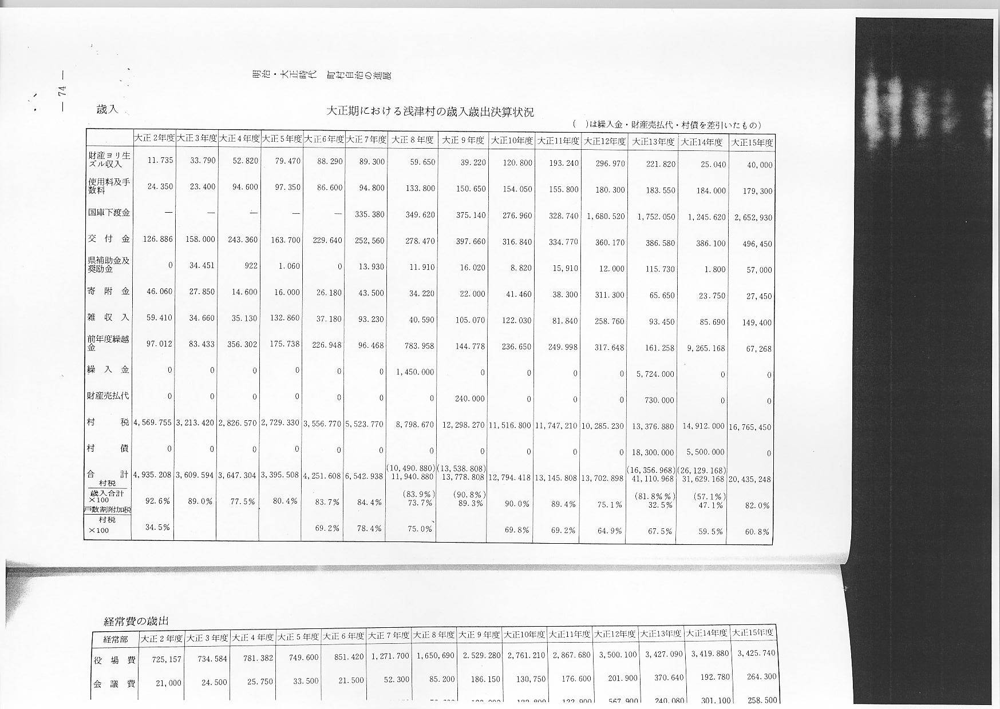 明治・大正時代 町村自治の進展
— 74 —
歳入
大正期における浅津村の歳入歳出決算状況
( )は繰入金・財産売払代・村債を差引いたもの)
大正2年度 大正3年度 大正4年度 大正5年度 大正6年度 大正7年度 大正8年度 大正9年度 大正10年度 大正11年度 大正12年度 大正13年度 大正14年度 大正15年度
財産ヨリ生ズル収入 11.735 33.790 52.820 79.470 88.290 89.300 59.650 39.220 120.800 193.240 296.970 221.820 25.040 40,000
使用料及手数料 24.350 23.400 94.600 97.350 86.600 94.800 133.800 150.650 154.050 155.800 180.300 183.550 184.000 179,300
国庫下渡金 — — — — — 335.380 349.620 375.140 276.960 328.740 1,680.520 1,752.050 1,245.620 2,652,930
交付金 126.886 158.000 243.360 163.700 229.640 252,560 278.470 397.660 316.840 334.770 360.170 386.580 386.100 496,450
県補助金及奨励金 0 34.451 922 1.060 0 13.930 11.910 16.020 8.820 15,910 12.000 115.730 1.800 57,000
寄附金 46.060 27.850 14.600 16.000 26.180 43.500 34.220 22.000 41.460 38.300 311.300 65.650 23.750 27,450
雑収入 59.410 34.660 35.130 132.860 37.180 93.230 40.590 105.070 122.030 81.840 258.760 93.450 85.690 149,400
前年度繰越金 97.012 83.433 356.302 175.738 226.948 96.468 783.958 144.778 236.650 249.998 317.648 161.258 9,265.168 67,268
繰入金 0 0 0 0 0 0 1,450.000 0 0 0 0 5,724.000 0 0
財産売払代 0 0 0 0 0 0 0 240.000 0 0 0 730.000 0 0
村税 4,569.755 3,213.420 2,826.570 2,729.330 3,556.770 5,523.770 8,798.670 12,298.270 11,516.800 11,747,210 10,285.230 13,376.880 14,912.000 16,765,450
村債 0 0 0 0 0 0 0 0 0 0 0 18,300.000 5,500.000 0
(10,490.880) (13,538.808) (16,356.968) (26,129.168)
合計 4,935.208 3,609.594 3,647.304 3,395.508 4,251.608 6,542.938 11,940.880 13,778.808 12,794.418 13,145.808 13,702.898 41,110.968 31,629.168 20,435,248
村税
歳入合計
(83.9%) (90.8%) (81.8%%) (57.1%)
×100 92.6% 89.0% 77.5% 80.4% 83.7% 84.4% 73.7% 89.3% 90.0% 89.4% 75.1% 32.5% 47.1% 82.0%
戸数割附加税
村税
×100 34.5% 69.2% 78.4% 75.0% 69.8% 69.2% 64.9% 67.5% 59.5% 60.8%
経常費の歳出
経常部 大正2年度 大正3年度 大正4年度 大正5年度 大正6年度 大正7年度 大正8年度 大正9年度 大正10年度 大正11年度 大正12年度 大正13年度 大正14年度 大正15年度
役場費 725,157 734.584 781.382 749.600 851.420 1,271.700 1,650,690 2.529.280 2,761.210 2,867.680 3,500.100 3,427.090 3,419.880 3,425.740
会議費 21,000 24.500 25.750 33.500 21.500 52.300 85.200 186.150 130,750 176.600 201.900 370.640 192.780 264.300
567.900 240.080 301.100 258.500